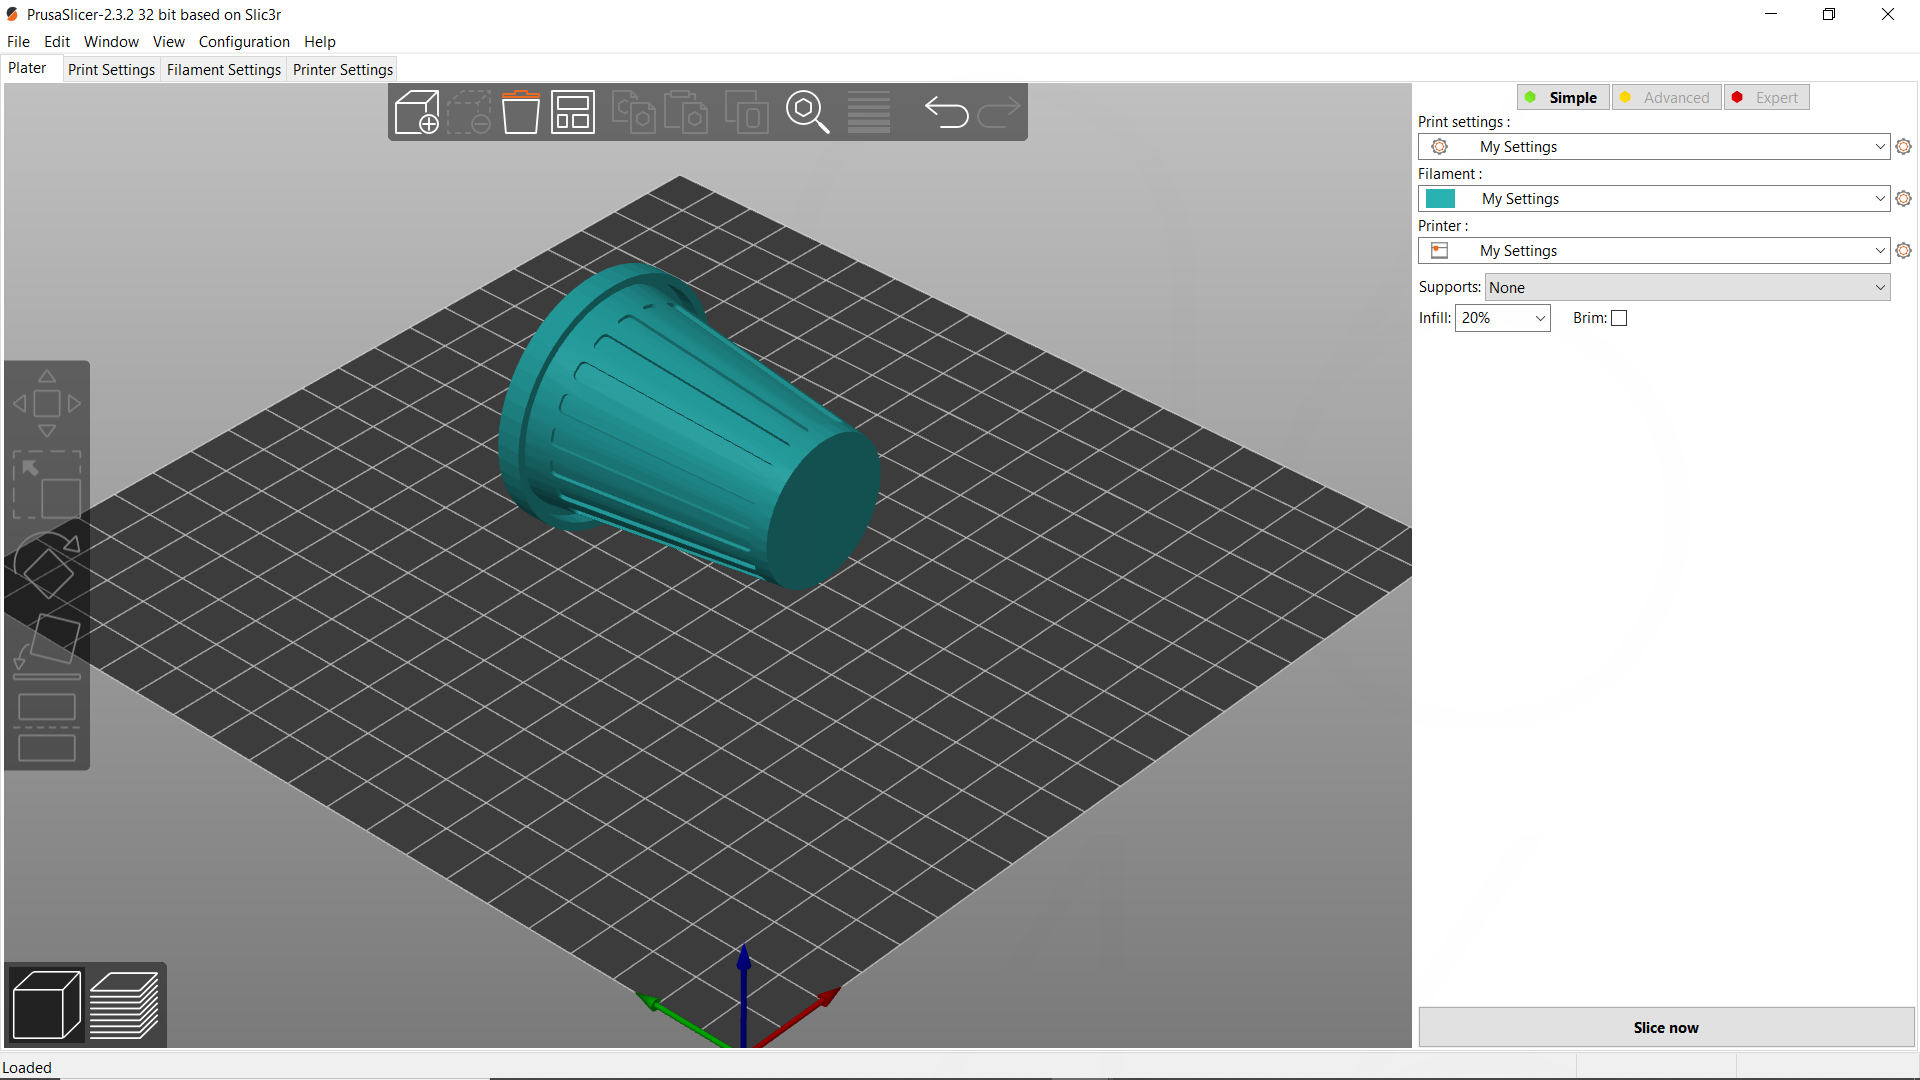 PrusaSlicer-2.3.2 32 bit based on Slic3r
File Edit Window View Configuration Help
Plater Print Settings Filament Settings Printer Settings
Simple Advanced Expert
Print settings :
My Settings
Filament :
My Settings
Printer :
My Settings
Supports: None
Infill: 20% Brim:
Slice now
Loaded